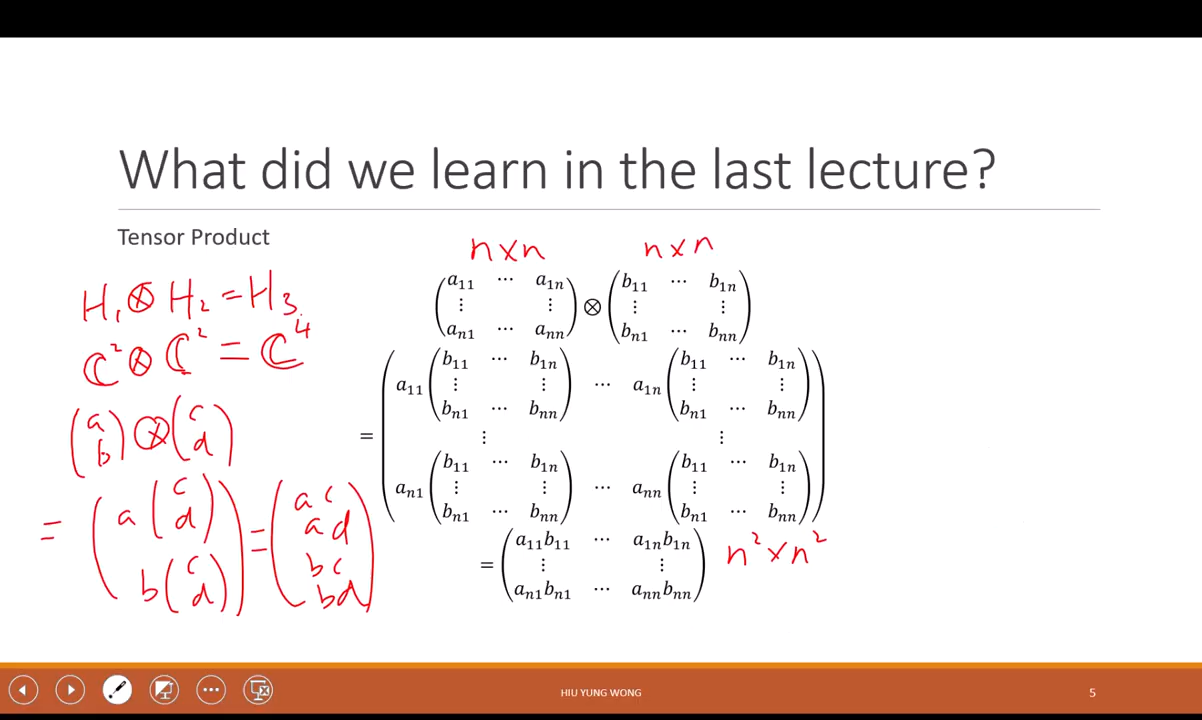 What did we learn in the last lecture?
Tensor Product
n×n n×n
H₁ ⊗ H₂ = H₃
ℂ² ⊗ ℂ² = ℂ⁴
(a b) ⊗ (c d)
= (a(c d) b(c d)) = (ac ad bc bd)
(a₁₁ ⋯ a₁ₙ ⋮ ⋮ aₙ₁ ⋯ aₙₙ) ⊗ (b₁₁ ⋯ b₁ₙ ⋮ ⋮ bₙ₁ ⋯ bₙₙ)
= (a₁₁(b₁₁ ⋯ b₁ₙ ⋮ ⋮ bₙ₁ ⋯ bₙₙ) ⋯ a₁ₙ(b₁₁ ⋯ b₁ₙ ⋮ ⋮ bₙ₁ ⋯ bₙₙ)
⋮ ⋮
aₙ₁(b₁₁ ⋯ b₁ₙ ⋮ ⋮ bₙ₁ ⋯ bₙₙ) ⋯ aₙₙ(b₁₁ ⋯ b₁ₙ ⋮ ⋮ bₙ₁ ⋯ bₙₙ))
= (a₁₁b₁₁ ⋯ a₁ₙb₁ₙ ⋮ ⋮ aₙ₁bₙ₁ ⋯ aₙₙbₙₙ) n²×n²
HIU YUNG WONG
5